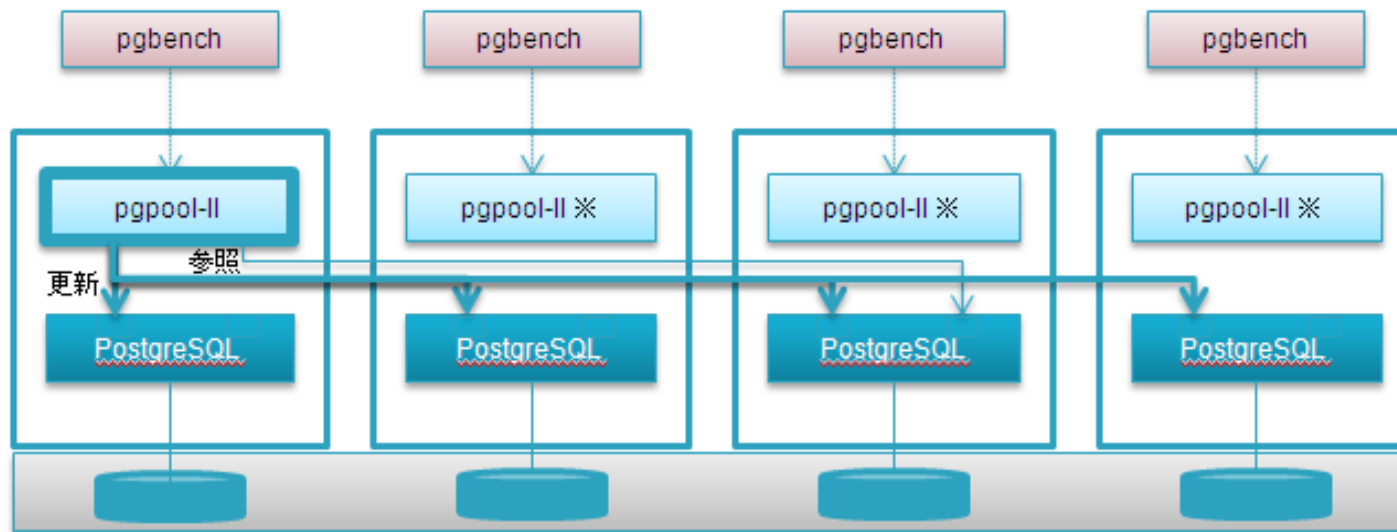 pgbench
pgbench
pgbench
pgbench
pgpool-II
pgpool-II ※
pgpool-II ※
pgpool-II ※
参照
更新
PostgreSQL
PostgreSQL
PostgreSQL
PostgreSQL